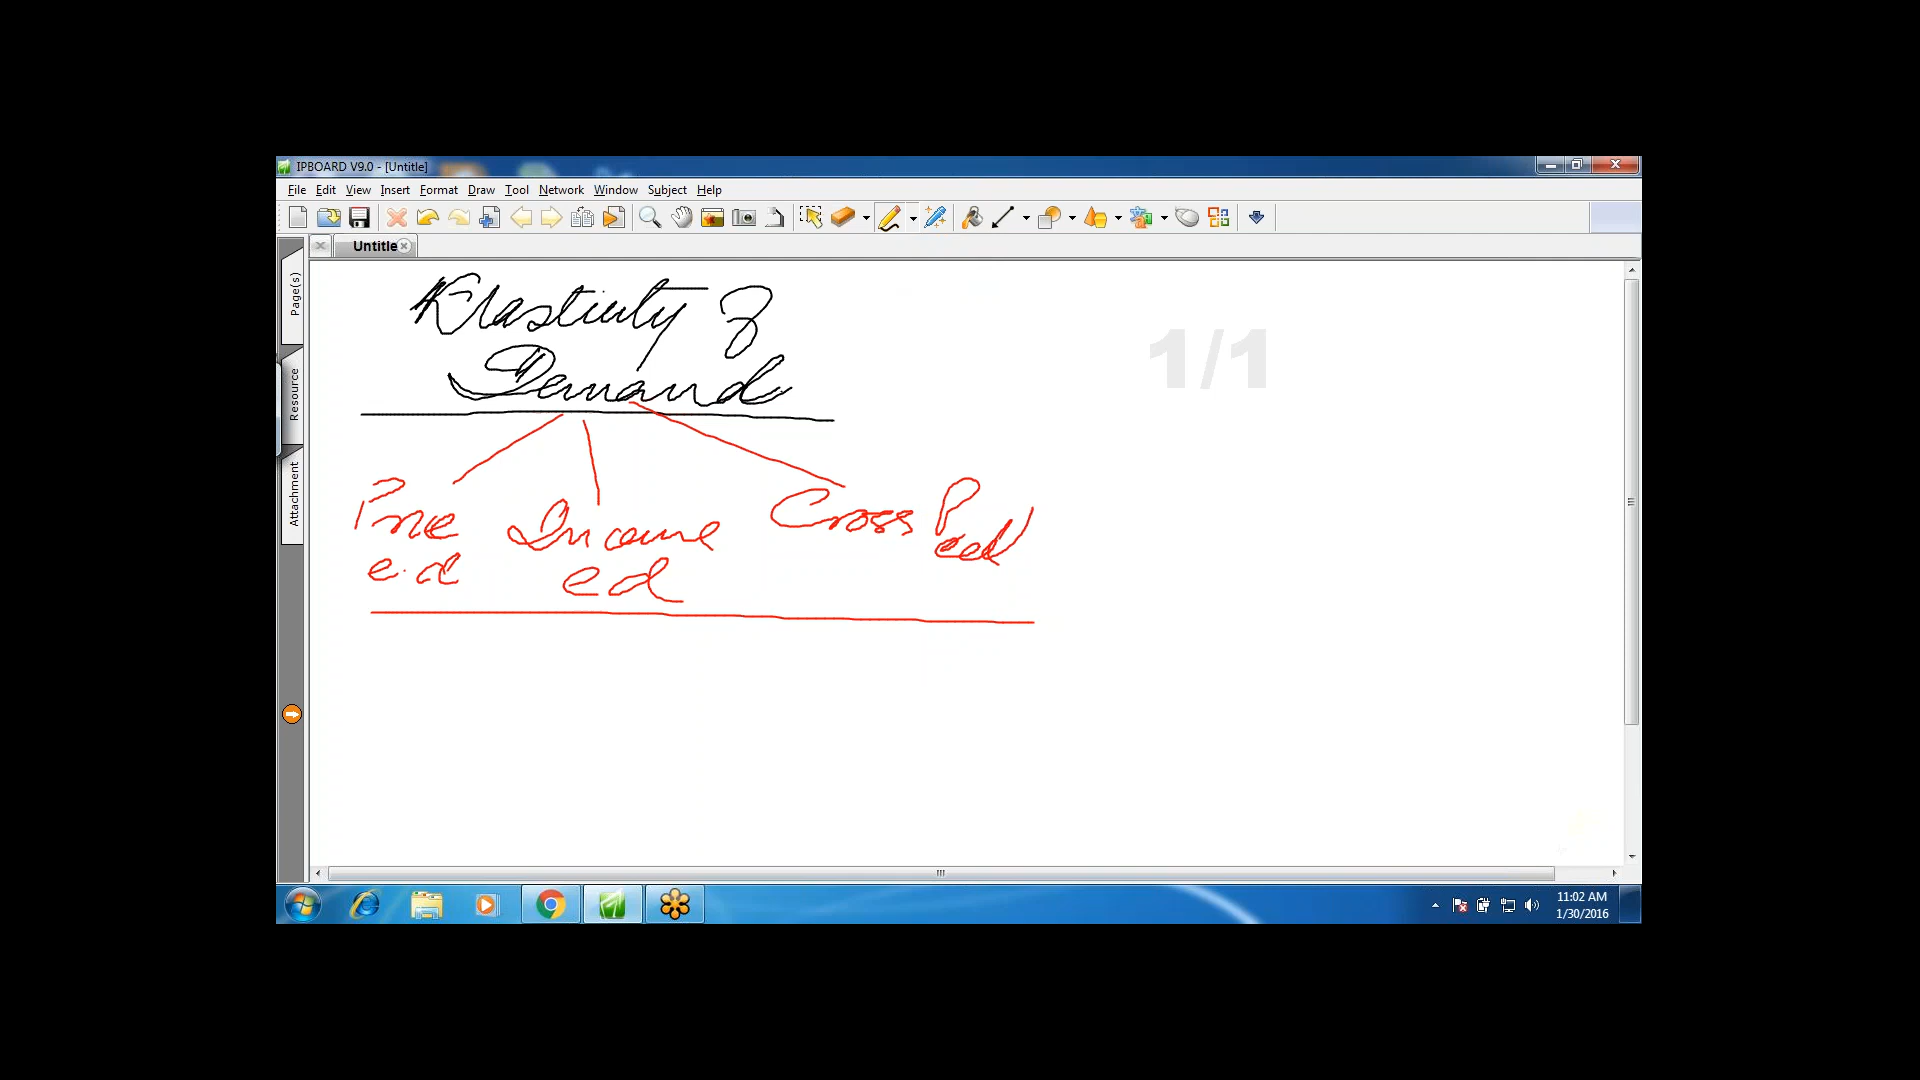 IPBOARD V9.0 - [Untitle]
File Edit View Insert Format Draw Tool Network Window Subject Help
Untitle
Page(s)
Resource
Attachment
1/1
Elasticity of
Demand
Price Income Cross P
e.d ed ed
11:02 AM
1/30/2016